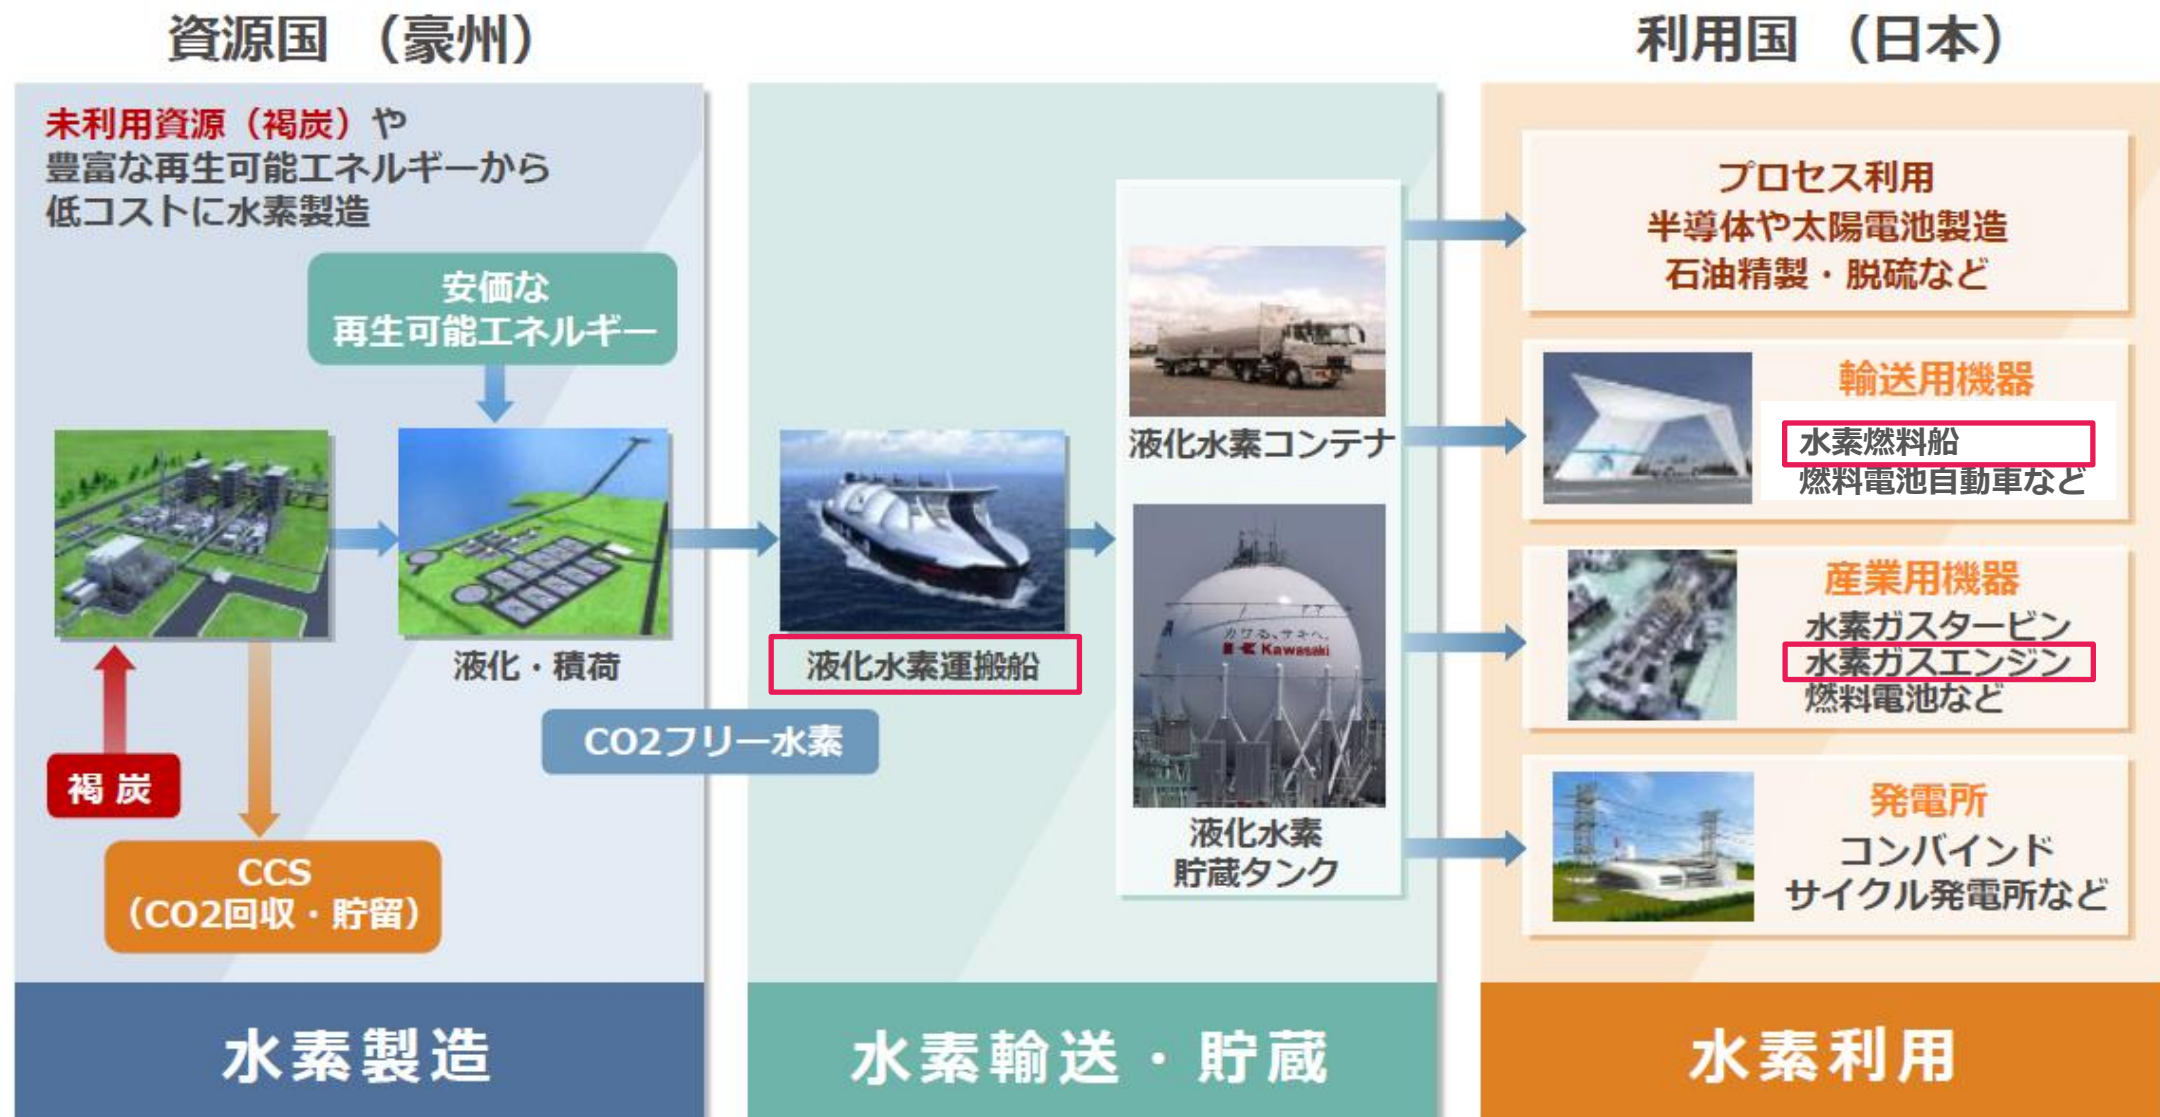 資源国 （豪州）
未利用資源（褐炭）や
豊富な再生可能エネルギーから
低コストに水素製造
安価な
再生可能エネルギー
液化・積荷
褐 炭
CCS
（CO2回収・貯留）
水素製造
液化水素運搬船
CO2フリー水素
液化水素コンテナ
カワる、サキへ。
Kawasaki
液化水素
貯蔵タンク
水素輸送・貯蔵
利用国 （日本）
プロセス利用
半導体や太陽電池製造
石油精製・脱硫など
輸送用機器
水素燃料船
燃料電池自動車など
産業用機器
水素ガスタービン
水素ガスエンジン
燃料電池など
発電所
コンバインド
サイクル発電所など
水素利用